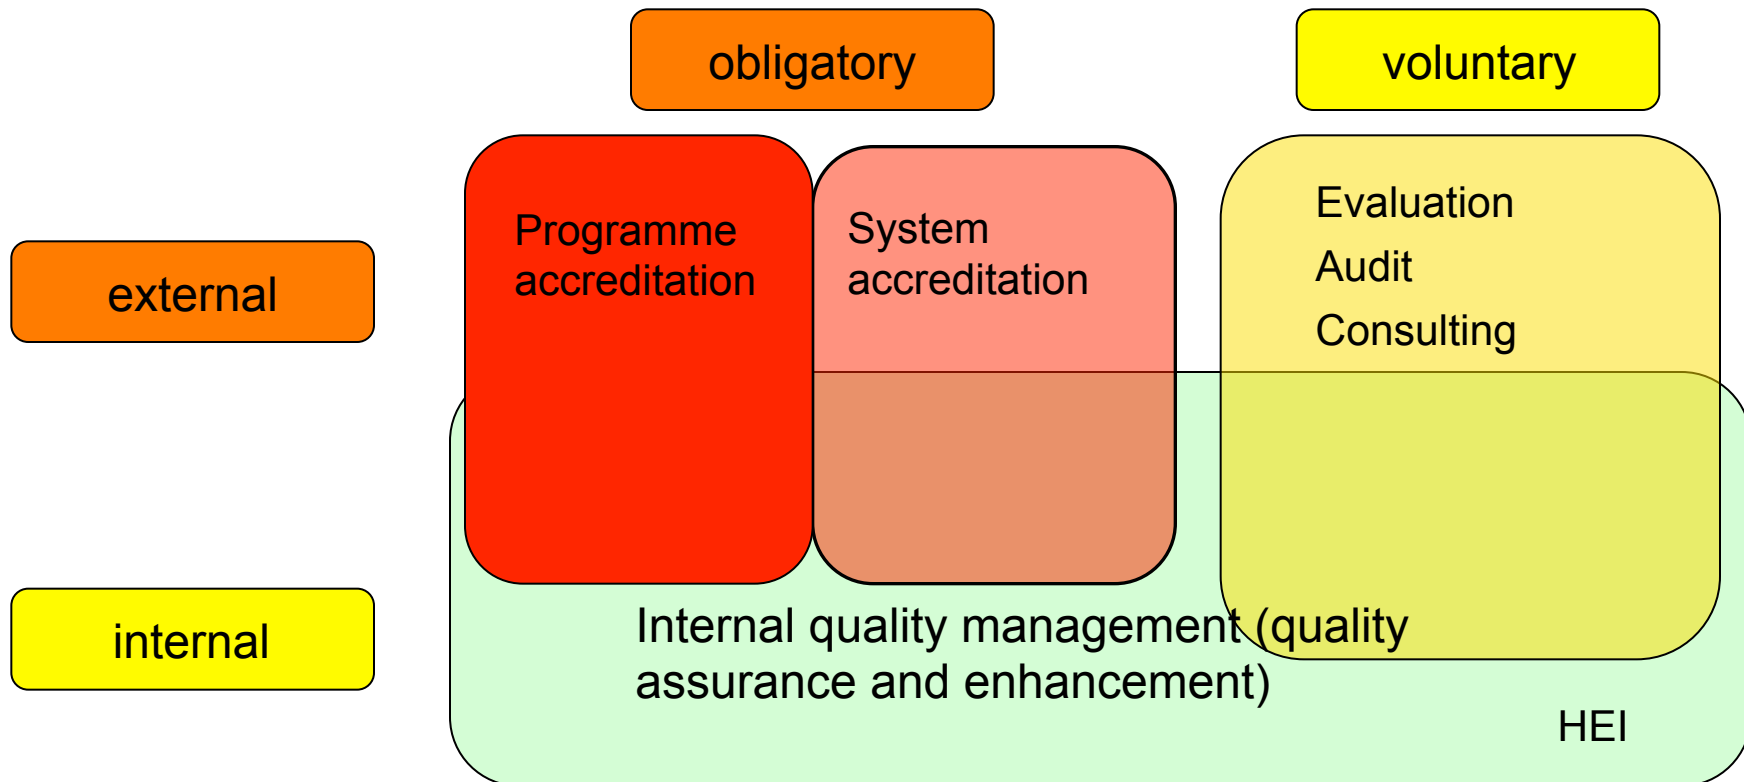 obligatory
voluntary
Programme
accreditation
System
accreditation
Evaluation
Audit
Consulting
external
internal
Internal quality management (quality
assurance and enhancement)
HEI